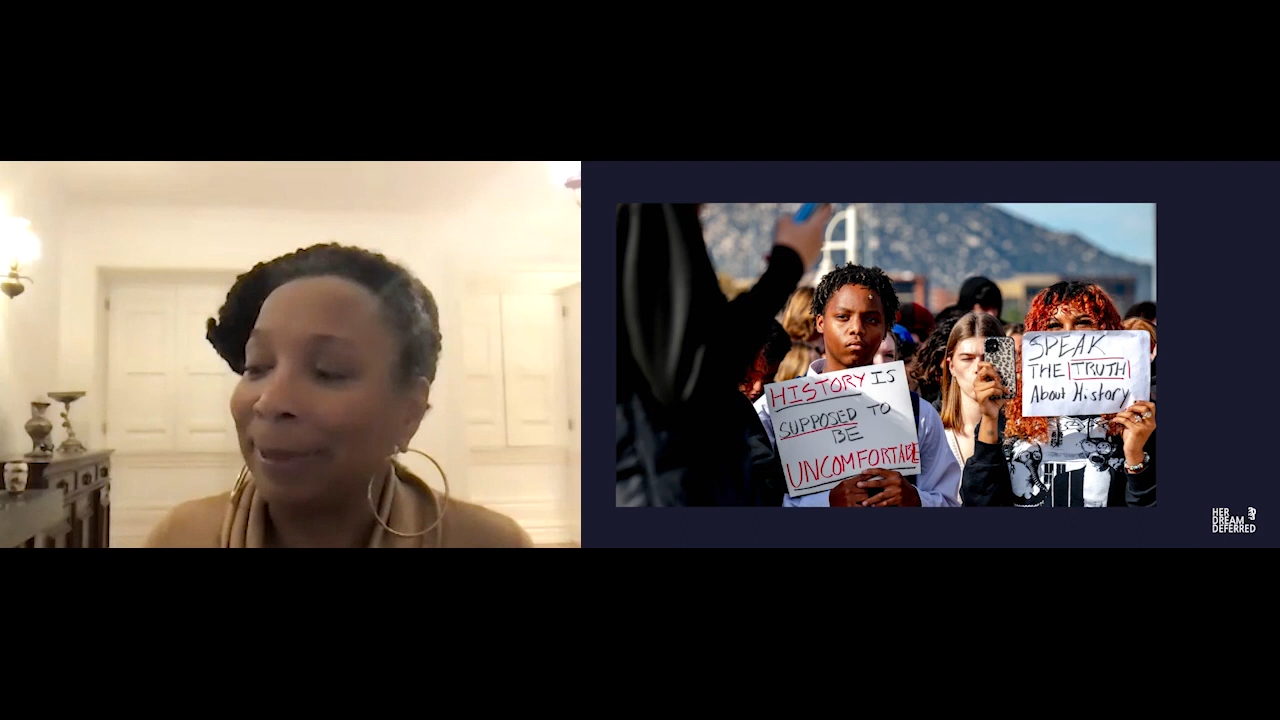 HISTORY IS
SUPPOSED TO
BE
UNCOMFORTABLE
SPEAK
THE TRUTH
About History
HER
DREAM
DEFERRED